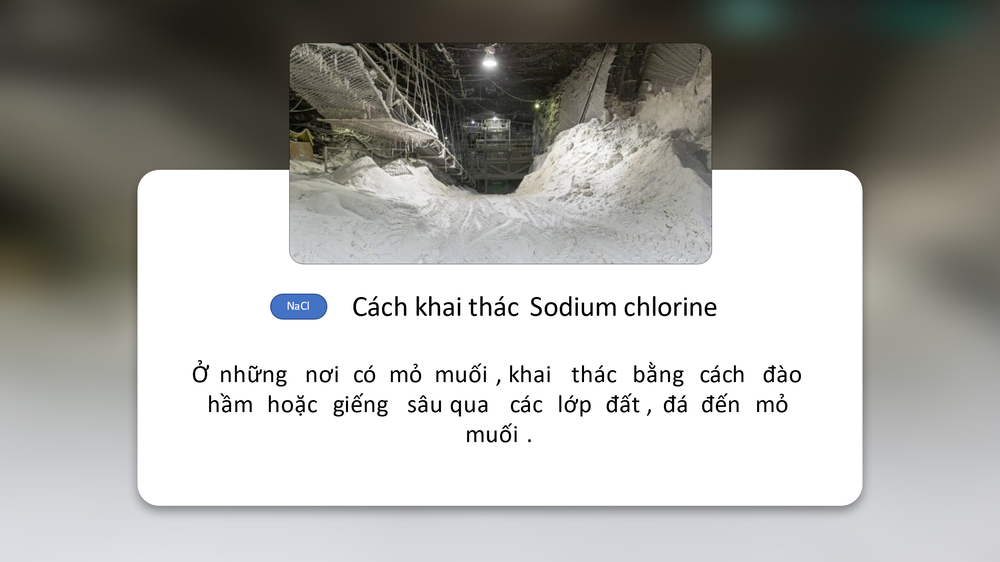 NaCl Cách khai thác Sodium chlorine
Ở những nơi có mỏ muối , khai thác bằng cách đào
hầm hoặc giếng sâu qua các lớp đất , đá đến mỏ
muối .